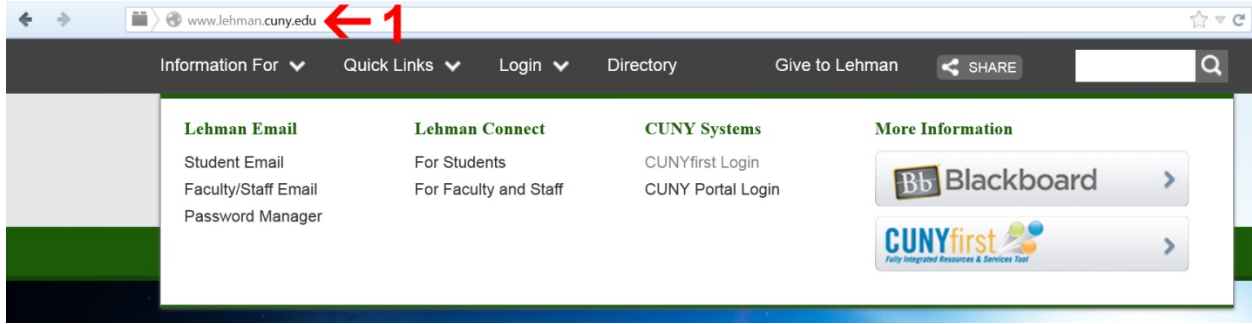 www.lehman.cuny.edu 1
Information For Quick Links Login Directory Give to Lehman SHARE
Lehman Email
Student Email
Faculty/Staff Email
Password Manager
Lehman Connect
For Students
For Faculty and Staff
CUNY Systems
CUNYfirst Login
CUNY Portal Login
More Information
Bb Blackboard
CUNYfirst
Fully Integrated Resources & Services Tool